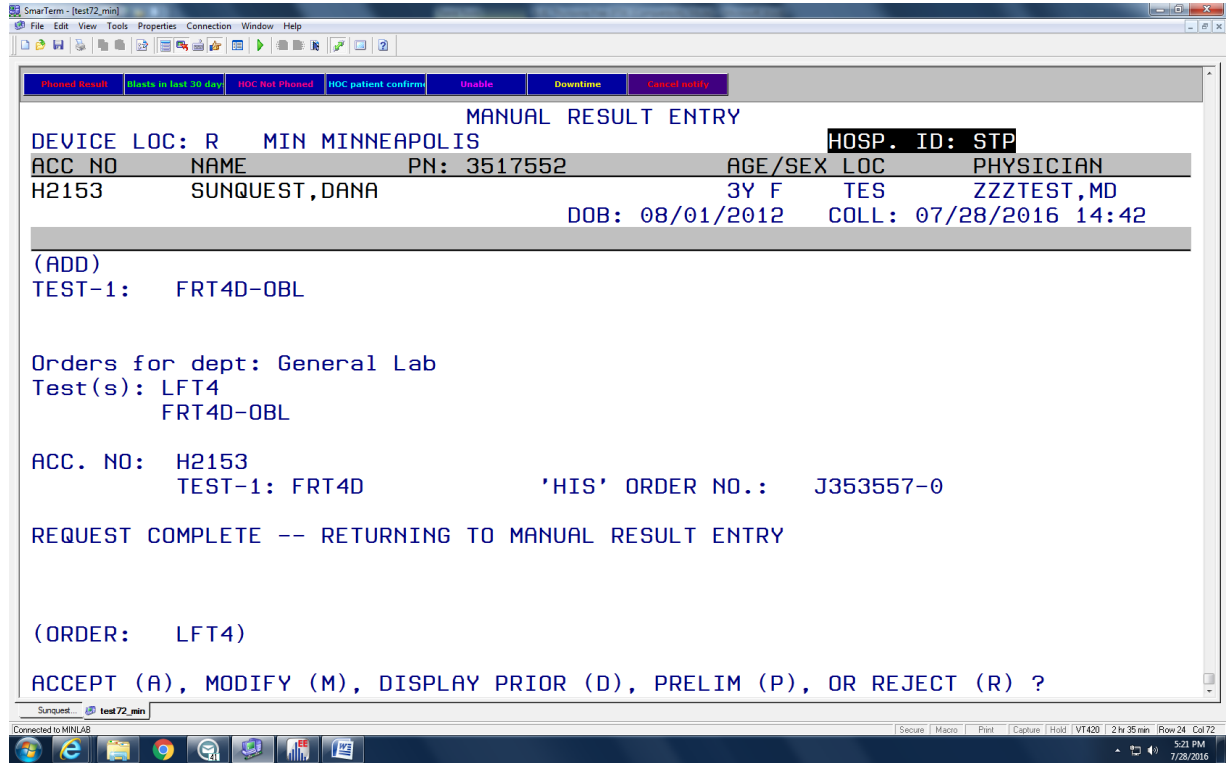 SmarTerm - [test72_min]
File Edit View Tools Properties Connection Window Help
Phoned Result Blasts in last 30 day HOC Not Phoned HOC patient confirme Unable Downtime Cancel notify
MANUAL RESULT ENTRY
DEVICE LOC: R MIN MINNEAPOLIS HOSP. ID: STP
ACC NO NAME PN: 3517552 AGE/SEX LOC PHYSICIAN
H2153 SUNQUEST,DANA 3Y F TES ZZZTEST,MD
DOB: 08/01/2012 COLL: 07/28/2016 14:42
(ADD)
TEST-1: FRT4D-OBL
Orders for dept: General Lab
Test(s): LFT4
FRT4D-OBL
ACC. NO: H2153
TEST-1: FRT4D 'HIS' ORDER NO.: J353557-0
REQUEST COMPLETE -- RETURNING TO MANUAL RESULT ENTRY
(ORDER: LFT4)
ACCEPT (A), MODIFY (M), DISPLAY PRIOR (D), PRELIM (P), OR REJECT (R) ?
Sunquest... test72_min
Connected to MINLAB Secure Macro Print Capture Hold VT420 2 hr 35 min Row 24 Col 72
5:21 PM
7/28/2016